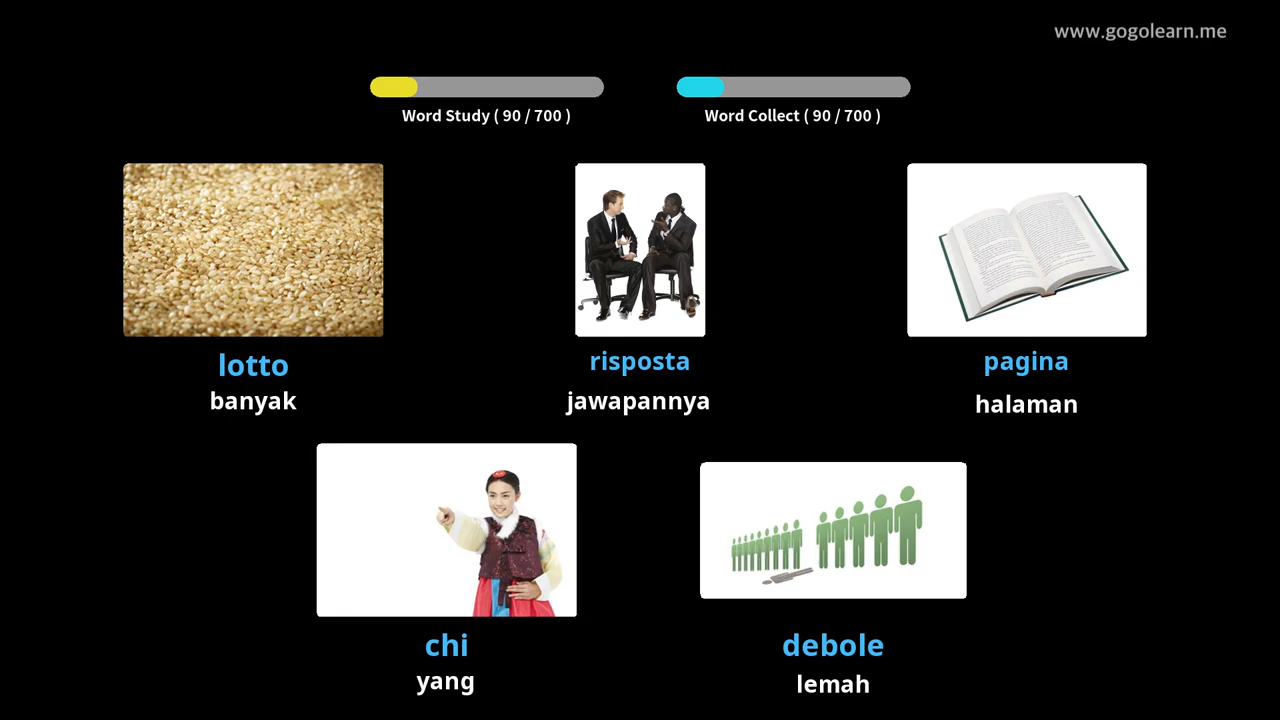 www.gogolearn.me
Word Study ( 90 / 700 )
Word Collect ( 90 / 700 )
lotto
banyak
risposta
jawapannya
pagina
halaman
chi
yang
debole
lemah